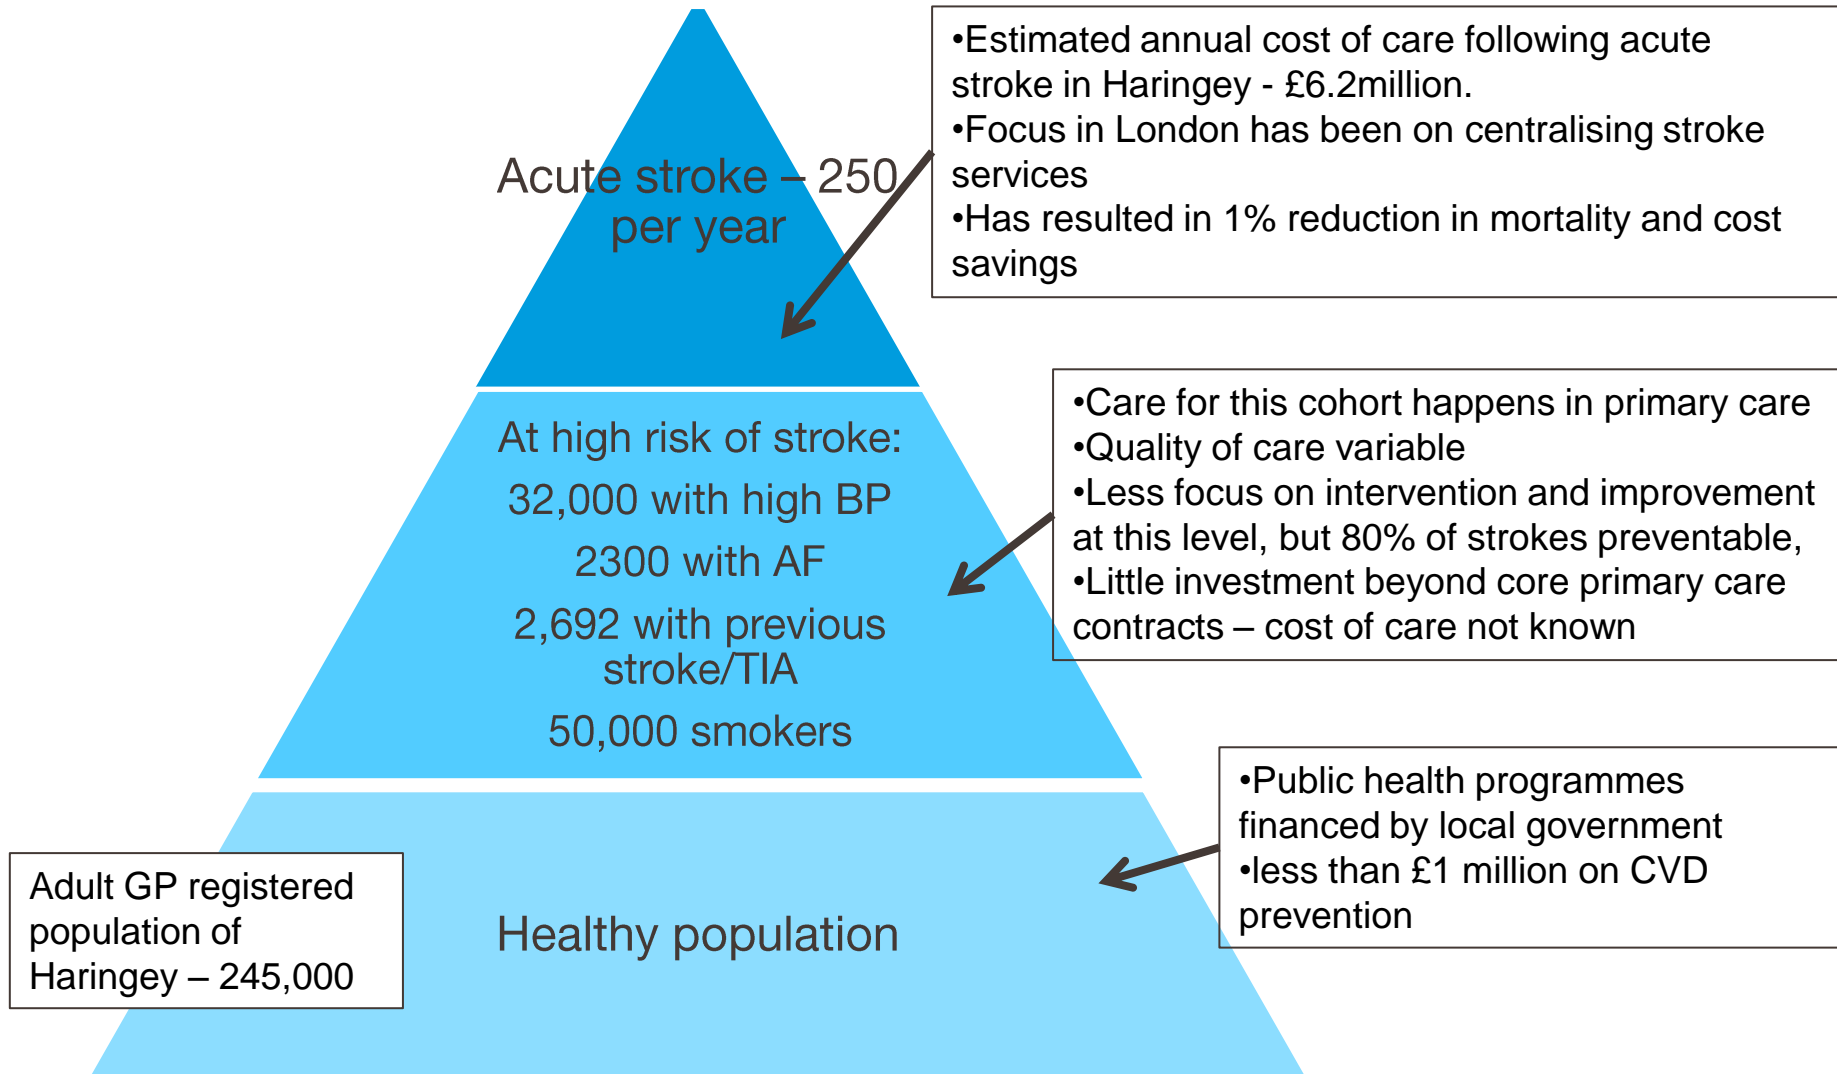 Acute stroke – 250
per year
•Estimated annual cost of care following acute
stroke in Haringey - £6.2million.
•Focus in London has been on centralising stroke
services
•Has resulted in 1% reduction in mortality and cost
savings
At high risk of stroke:
32,000 with high BP
2300 with AF
2,692 with previous
stroke/TIA
50,000 smokers
•Care for this cohort happens in primary care
•Quality of care variable
•Less focus on intervention and improvement
at this level, but 80% of strokes preventable,
•Little investment beyond core primary care
contracts – cost of care not known
Adult GP registered
population of
Haringey – 245,000
Healthy population
•Public health programmes
financed by local government
•less than £1 million on CVD
prevention